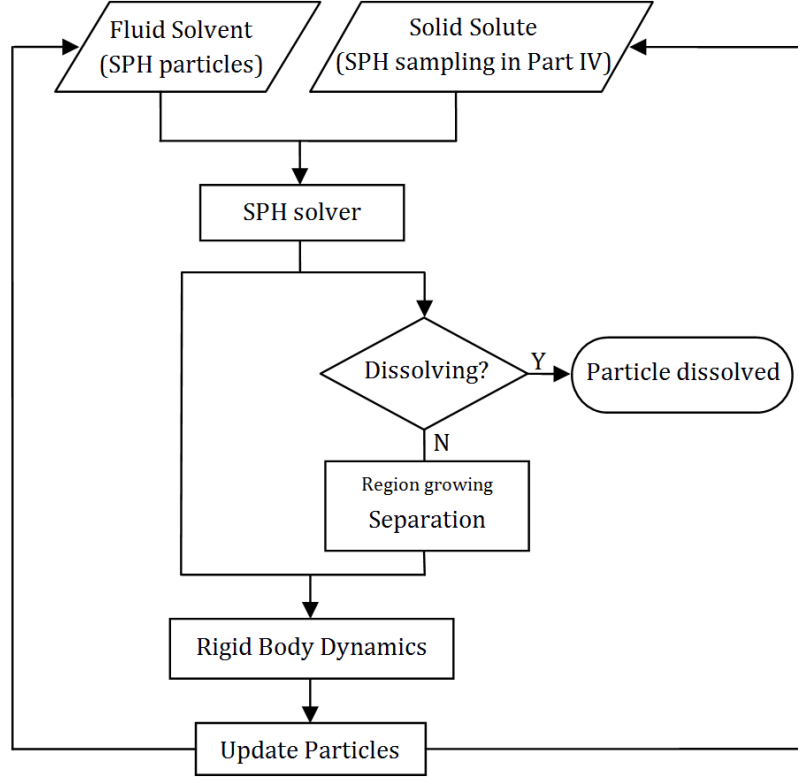 Fluid Solvent
(SPH particles)
Solid Solute
(SPH sampling in Part IV)
SPH solver
Dissolving?
Y
Particle dissolved
N
Region growing
Separation
Rigid Body Dynamics
Update Particles